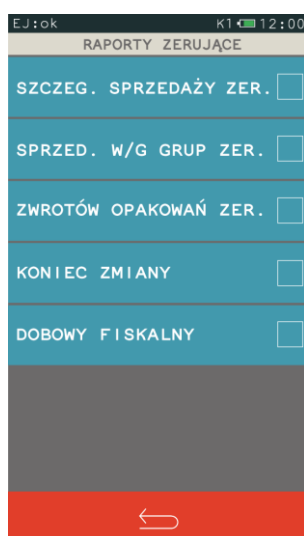 EJ:ok K1 12:00
RAPORTY ZERUJĄCE
SZCZEG. SPRZEDAŻY ZER.
SPRZED. W/G GRUP ZER.
ZWROTÓW OPAKOWAŃ ZER.
KONIEC ZMIANY
DOBOWY FISKALNY